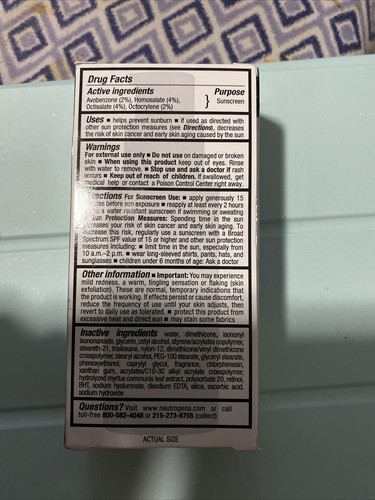 Drug Facts
Active ingredients Purpose
Avobenzone (2%), Homosalate (4%),
Octisalate (4%), Octocrylene (2%) } Sunscreen
Uses ■ helps prevent sunburn ■ if used as directed with
other sun protection measures (see Directions), decreases
the risk of skin cancer and early skin aging caused by the sun
Warnings
For external use only ■ Do not use on damaged or broken
skin ■ When using this product keep out of eyes. Rinse
with water to remove. ■ Stop use and ask a doctor if rash
occurs ■ Keep out of reach of children. If swallowed, get
medical help or contact a Poison Control Center right away.
Directions For Sunscreen Use: ■ apply generously 15
before sun exposure ■ reapply at least every 2 hours
a water resistant sunscreen if swimming or sweating
Sun Protection Measures: Spending time in the sun
increases your risk of skin cancer and early skin aging. To
decrease this risk, regularly use a sunscreen with a Broad
Spectrum SPF value of 15 or higher and other sun protection
measures including: ■ limit time in the sun, especially from
10 a.m.–2 p.m. ■ wear long-sleeved shirts, pants, hats, and
sunglasses ■ children under 6 months of age: Ask a doctor
Other information ■ Important: You may experience
mild redness, a warm, tingling sensation or flaking (skin
exfoliation). These are normal, temporary indications that
the product is working. If effects persist or cause discomfort,
reduce the frequency of use until your skin adjusts, then
revert to daily use as tolerated. ■ protect this product from
excessive heat and direct sun ■ may stain some fabrics
Inactive ingredients water, dimethicone, isononyl
isononanoate, glycerin, cetyl alcohol, styrene/acrylates copolymer,
steareth-21, trisiloxane, nylon-12, dimethicone/vinyl dimethicone
crosspolymer, stearyl alcohol, PEG-100 stearate, glyceryl stearate,
phenoxyethanol, caprylyl glycol, fragrance, chlorphenesin,
xanthan gum, acrylates/C10-30 alkyl acrylate crosspolymer,
hydrolyzed myrtus communis leaf extract, polysorbate 20, retinol,
BHT, sodium hyaluronate, disodium EDTA, silica, ascorbic acid,
sodium hydroxide
Questions? Visit www.neutrogena.com or call
toll-free 800-582-4048 or 215-273-8755 (collect)
ACTUAL SIZE